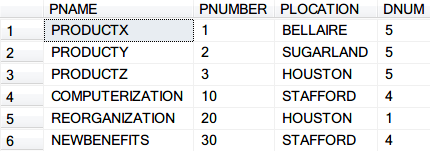 PNAME PNUMBER PLOCATION DNUM
1 PRODUCTX 1 BELLAIRE 5
2 PRODUCTY 2 SUGARLAND 5
3 PRODUCTZ 3 HOUSTON 5
4 COMPUTERIZATION 10 STAFFORD 4
5 REORGANIZATION 20 HOUSTON 1
6 NEWBENEFITS 30 STAFFORD 4